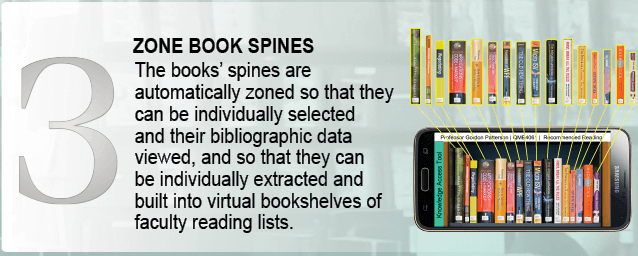 3
ZONE BOOK SPINES
The books' spines are
automatically zoned so that they
can be individually selected
and their bibliographic data
viewed, and so that they can
be individually extracted and
built into virtual bookshelves of
faculty reading lists.
Professor Gordon Patterson | QME406 | Recommended Reading
Knowledge Access Tool
SAMSUNG